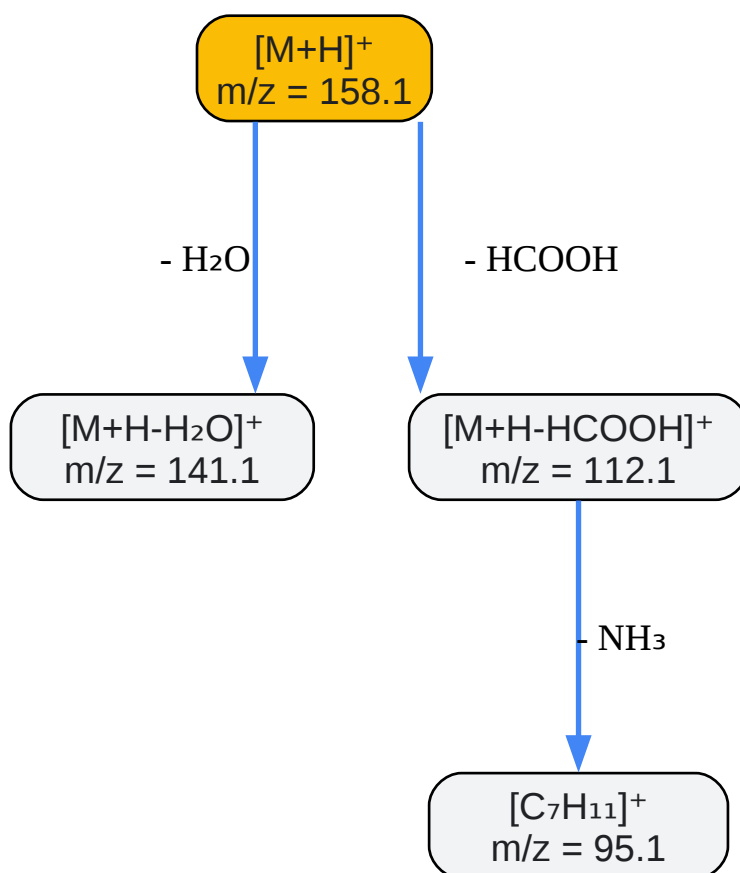 [M+H]⁺
m/z = 158.1
- H₂O
- HCOOH
[M+H-H₂O]⁺
m/z = 141.1
[M+H-HCOOH]⁺
m/z = 112.1
- NH₃
[C₇H₁₁]⁺
m/z = 95.1